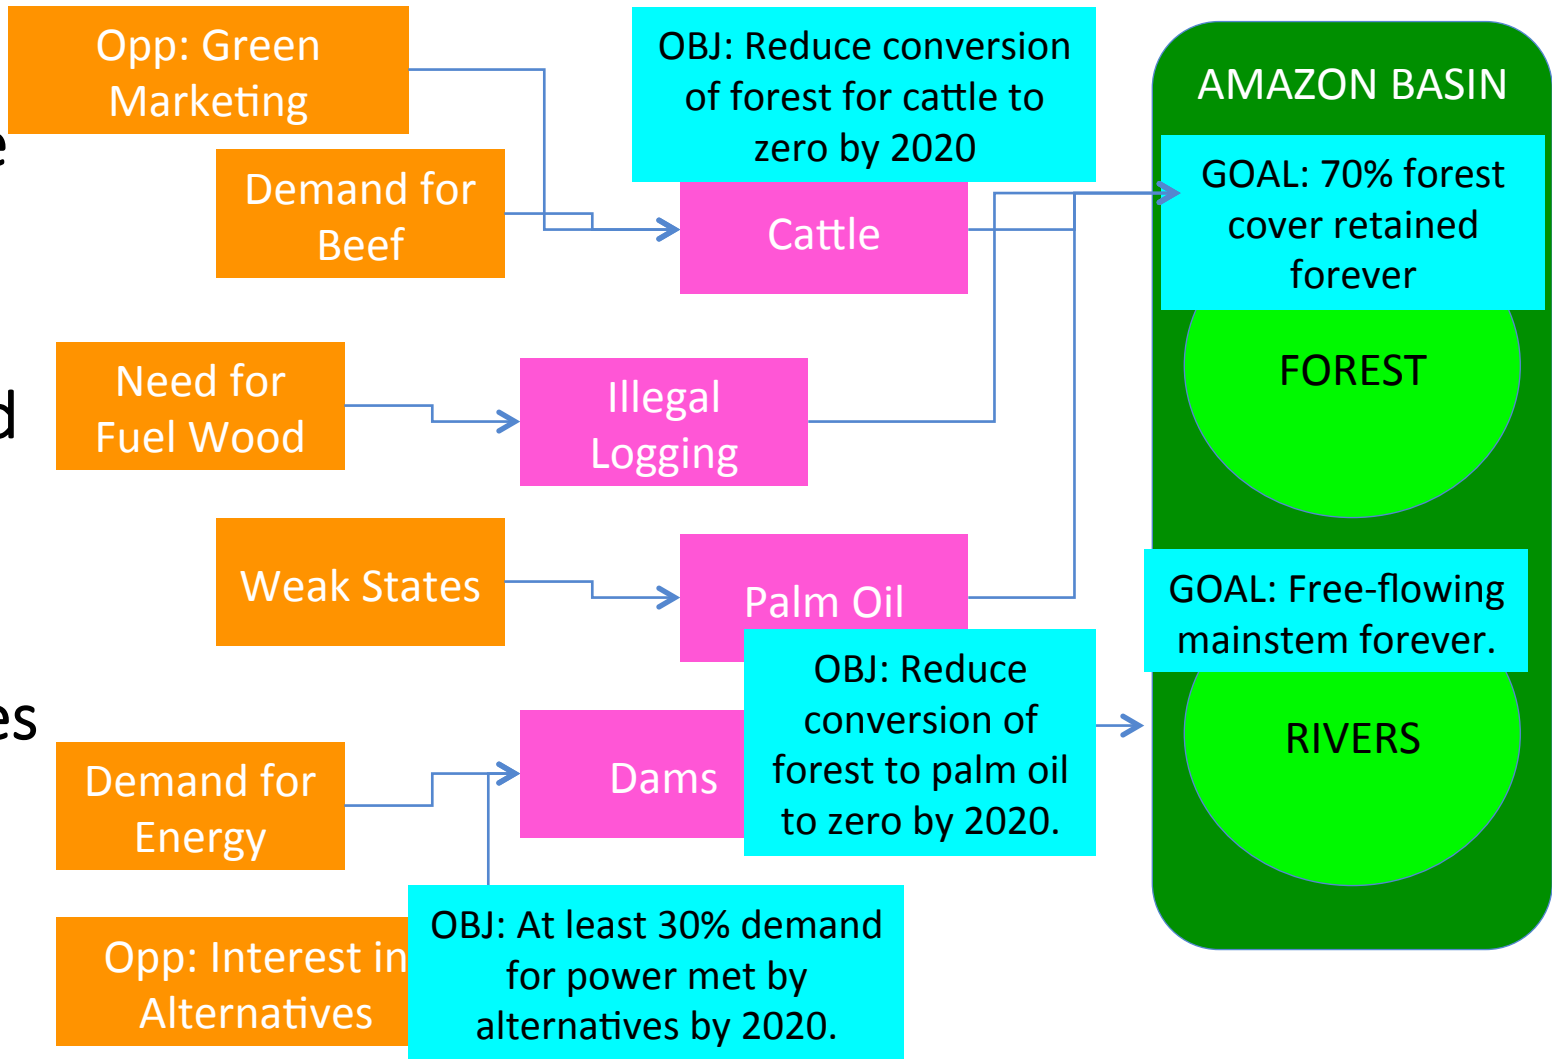 Opp: Green
Marketing
OBJ: Reduce conversion
of forest for cattle to
zero by 2020
AMAZON BASIN
e
Demand for
Beef
Cattle
GOAL: 70% forest
cover retained
forever
Need for
Fuel Wood
d
Illegal
Logging
FOREST
Weak States
Palm Oil
GOAL: Free-flowing
mainstem forever.
OBJ: Reduce
conversion of
forest to palm oil
to zero by 2020.
es
Demand for
Energy
Dams
RIVERS
Opp: Interest in
Alternatives
OBJ: At least 30% demand
for power met by
alternatives by 2020.